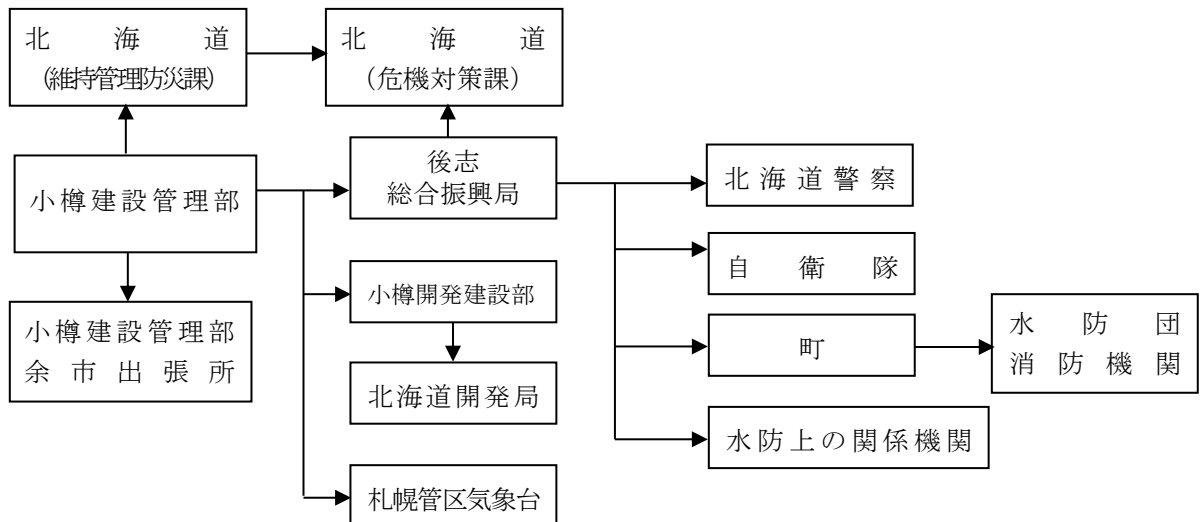 北海道
(維持管理防災課)
北海道
(危機対策課)
小樽建設管理部
後志
総合振興局
北海道警察
自衛隊
小樽開発建設部
小樽建設管理部
余市出張所
町
水防団
消防機関
北海道開発局
水防上の関係機関
札幌管区気象台